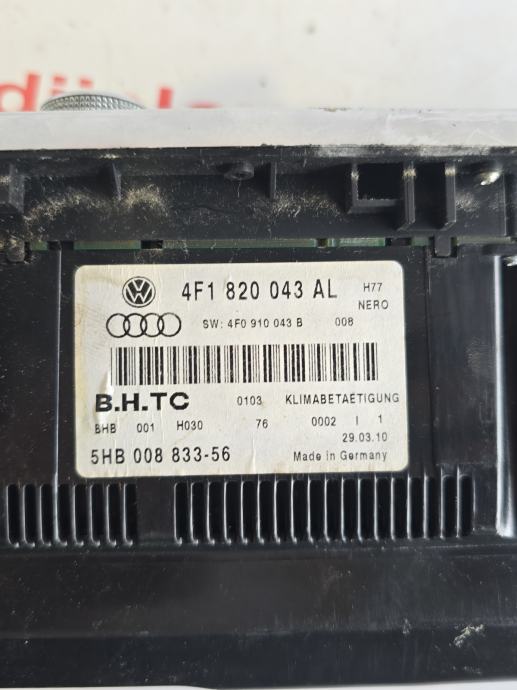 4F1 820 043 AL H77
NERO
SW: 4F0 910 043 B 008
B.H.TC 0103 KLIMABETAETIGUNG
BHB 001 H030 76 0002 I 1
29.03.10
5HB 008 833-56 Made in Germany